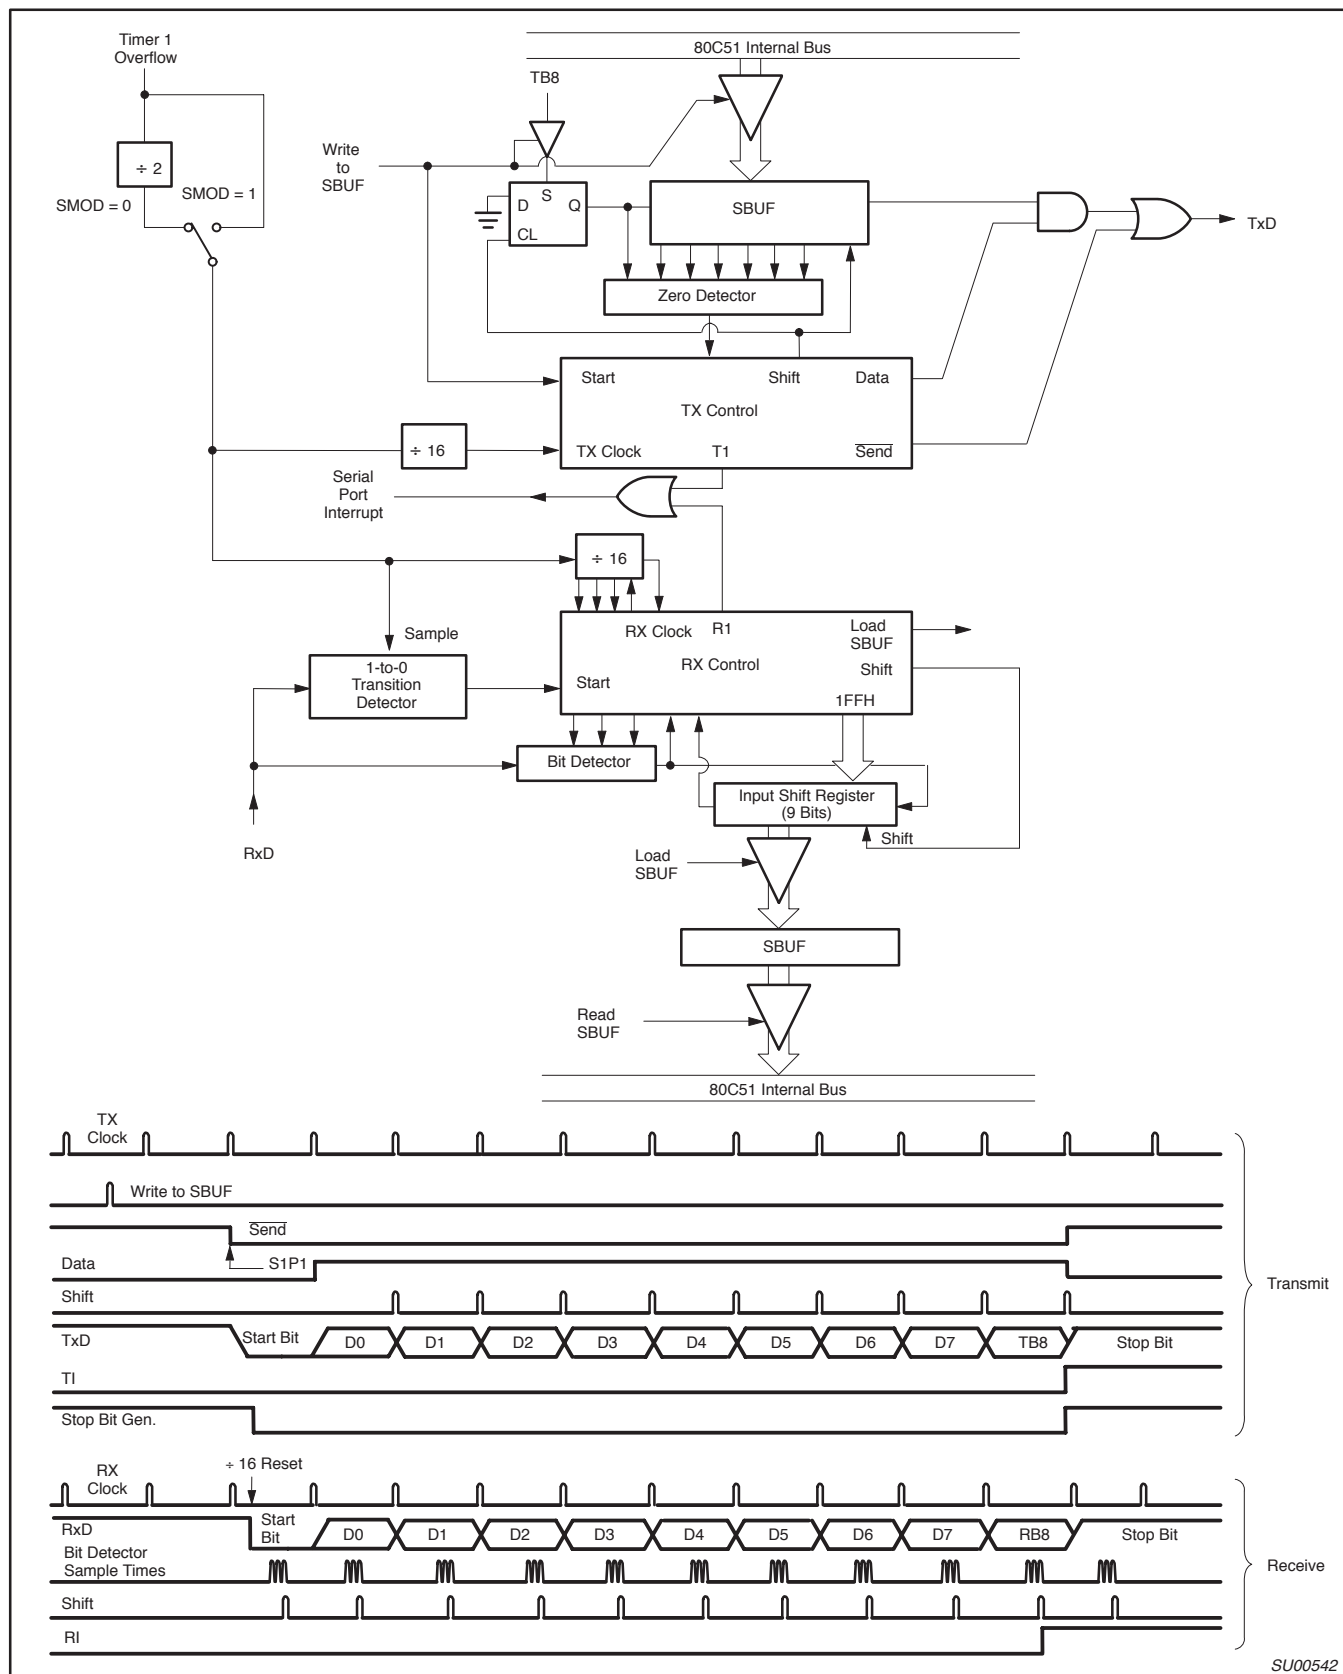 Timer 1
Overflow
80C51 Internal Bus
TB8
Write
to
SBUF
÷ 2
SMOD = 1
SMOD = 0
S
D
Q
CL
SBUF
TxD
Zero Detector
Start
Shift
Data
TX Control
TX Clock
T1
Send
÷ 16
Serial
Port
Interrupt
÷ 16
Sample
RX Clock
R1
Load
SBUF
RX Control
Shift
Start
1FFH
1-to-0
Transition
Detector
Bit Detector
Input Shift Register
(9 Bits)
Shift
RxD
Load
SBUF
SBUF
Read
SBUF
80C51 Internal Bus
TX
Clock
Write to SBUF
Send
Data
S1P1
Shift
TxD
Start Bit
D0
D1
D2
D3
D4
D5
D6
D7
TB8
Stop Bit
TI
Stop Bit Gen.
Transmit
÷ 16 Reset
RX
Clock
RxD
Start
Bit
D0
D1
D2
D3
D4
D5
D6
D7
RB8
Stop Bit
Bit Detector
Sample Times
Shift
RI
Receive
SU00542